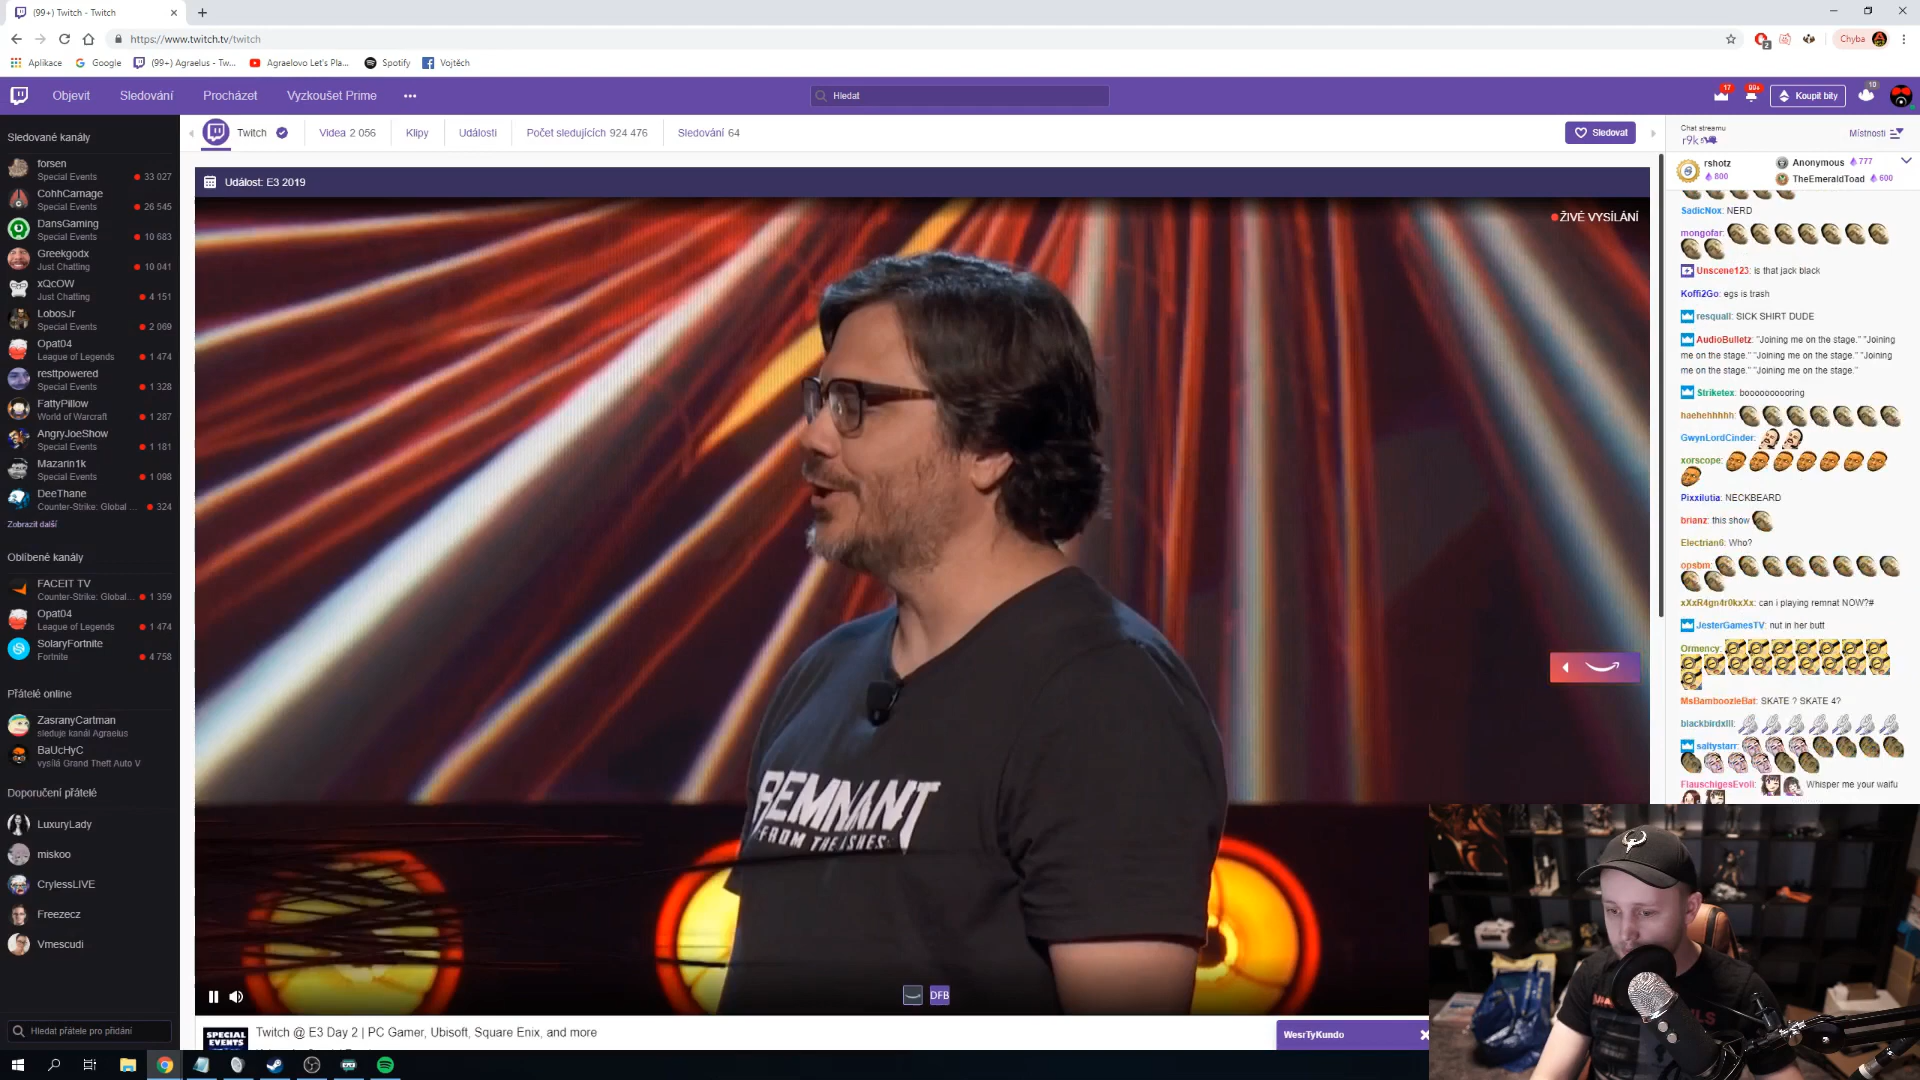 (99+) Twitch - Twitch
https://www.twitch.tv/twitch
Chyba
Aplikace
Google
(99+) Agraelus - Tw...
Agraelovo Let's Pla...
Spotify
Vojtěch
Objevit
Sledování
Procházet
Vyzkoušet Prime
Hledat
17
99+
Koupit bity
10
Sledované kanály
forsen
Special Events
33 027
CohhCarnage
Special Events
26 545
DansGaming
Special Events
10 683
Greekgodx
Just Chatting
10 041
xQcOW
Just Chatting
4 151
LobosJr
Special Events
2 069
Opat04
League of Legends
1 474
resttpowered
Special Events
1 328
FattyPillow
World of Warcraft
1 287
AngryJoeShow
Special Events
1 181
Mazarin1k
Special Events
1 098
DeeThane
Counter-Strike: Global ...
324
Zobrazit další
Oblíbené kanály
FACEIT TV
Counter-Strike: Global...
1 359
Opat04
League of Legends
1 474
SolaryFortnite
Fortnite
4 758
Přátelé online
ZasranyCartman
sleduje kanál Agraelus
BaUcHyC
vysílá Grand Theft Auto V
Doporučení přátelé
LuxuryLady
miskoo
CrylessLIVE
Freezecz
Vmescudi
Hledat přátele pro přidání
Twitch
Videa 2 056
Klipy
Události
Počet sledujících 924 476
Sledování 64
Sledovat
Událost: E3 2019
ŽIVÉ VYSÍLÁNÍ
REMNANT
FROM THE ASHES
DFB
SPECIAL
EVENTS
Twitch @ E3 Day 2 | PC Gamer, Ubisoft, Square Enix, and more
WesrTyKundo
Chat streamu
r9k
Místnosti
rshotz
800
Anonymous 777
TheEmeraldToad 600
SadicNox: NERD
mongofar:
Unscene123: is that jack black
Koffi2Go: egs is trash
resquall: SICK SHIRT DUDE
AudioBulletz: "Joining me on the stage." "Joining
me on the stage." "Joining me on the stage." "Joining
me on the stage." "Joining me on the stage."
Striketex: booooooooring
haehehhhhh:
GwynLordCinder:
xorscope:
Pixxilutia: NECKBEARD
brianz: this show
Electrian6: Who?
opsbm:
xXxR4gn4r0kxXx: can i playing remnat NOW?#
JesterGamesTV: nut in her butt
Ormency:
MsBamboozleBat: SKATE ? SKATE 4?
blackbirdxlll:
saltystarr:
FlauschigesEvoli: Whisper me your waifu